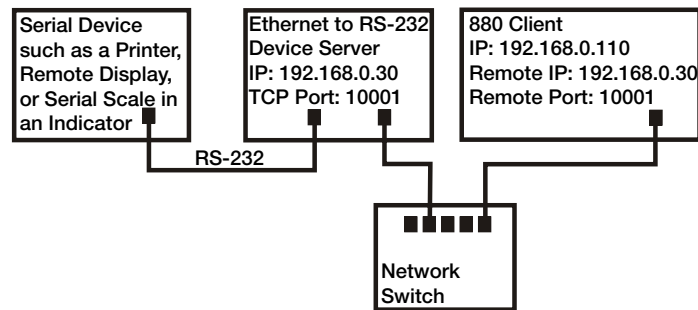 Serial Device
such as a Printer,
Remote Display,
or Serial Scale in
an Indicator
Ethernet to RS-232
Device Server
IP: 192.168.0.30
TCP Port: 10001
880 Client
IP: 192.168.0.110
Remote IP: 192.168.0.30
Remote Port: 10001
RS-232
Network
Switch